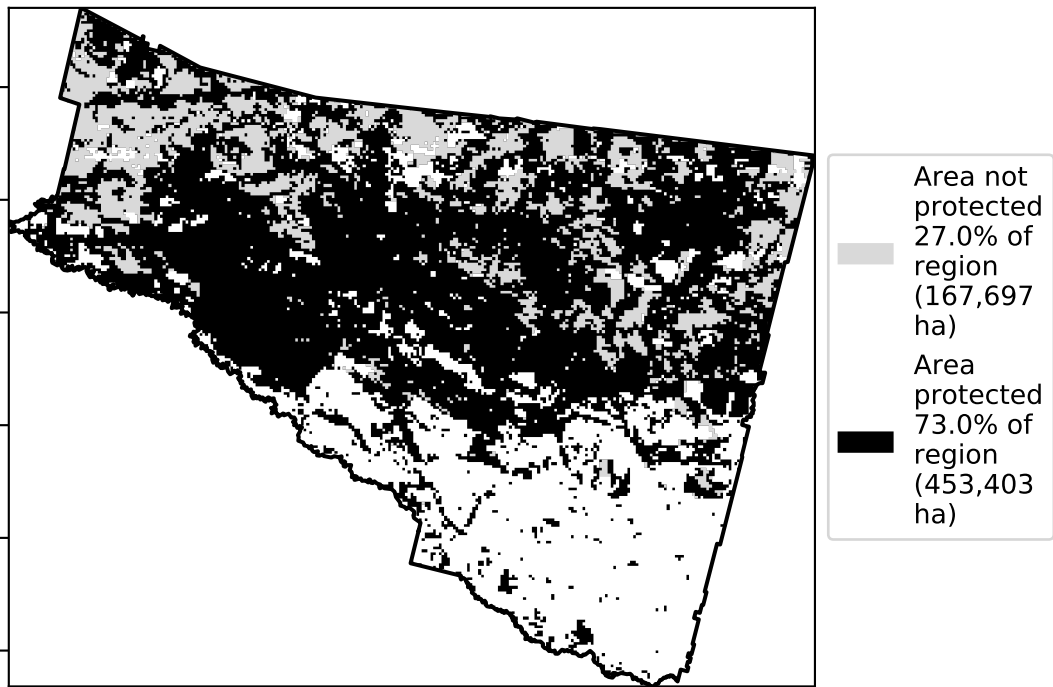 Area not
protected
27.0% of
region
(167,697
ha)
Area
protected
73.0% of
region
(453,403
ha)